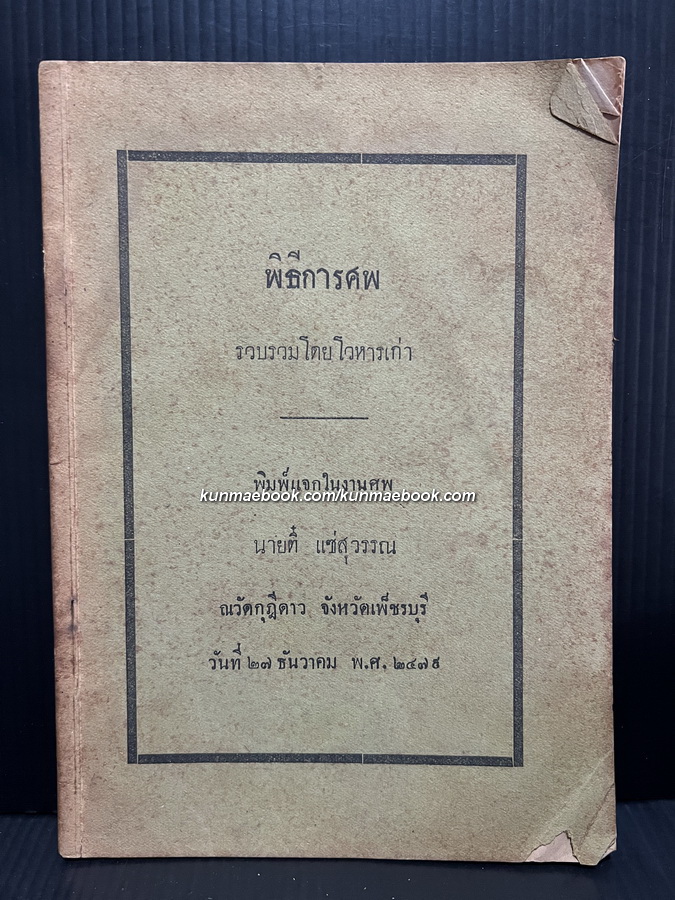 พิธีการศพ
รวบรวมโดยโวหารเก่า
พิมพ์แจกในงานศพ
kunmaebook.com/kunmaebook.com
นายตี๋ แซ่สุวรรณ
ณวัดกุฎีดาว จังหวัดเพ็ชรบุรี
วันที่ ๒๗ ธันวาคม พ.ศ. ๒๔๗๙